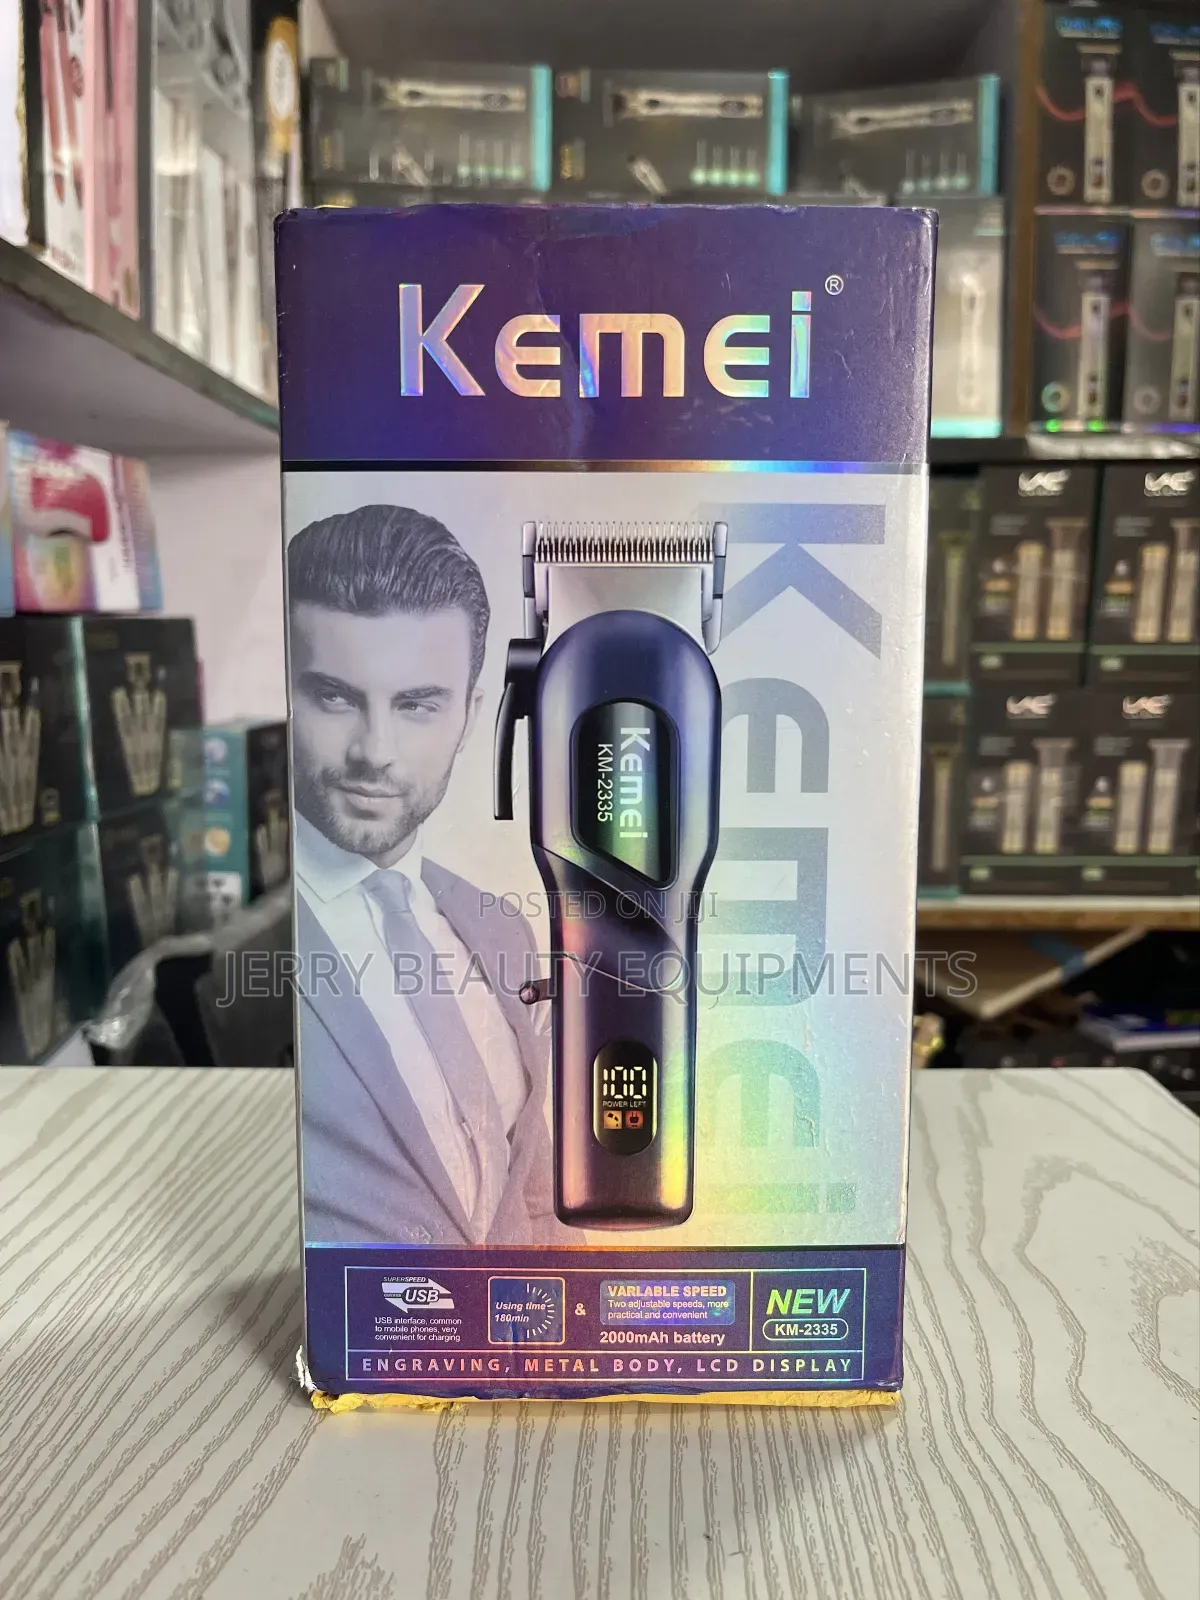 Kemei ®
Kemei
Kemei
KM-2335
POSTED ON JIJI
JERRY BEAUTY EQUIPMENTS
100
POWER LEFT
SUPERSPEED
USB
USB interface, common
to mobile phones, very
convenient for charging
Using time
180min
&
VARLABLE SPEED
Two adjustable speeds, more
practical and convenient
2000mAh battery
NEW
KM-2335
ENGRAVING, METAL BODY, LCD DISPLAY